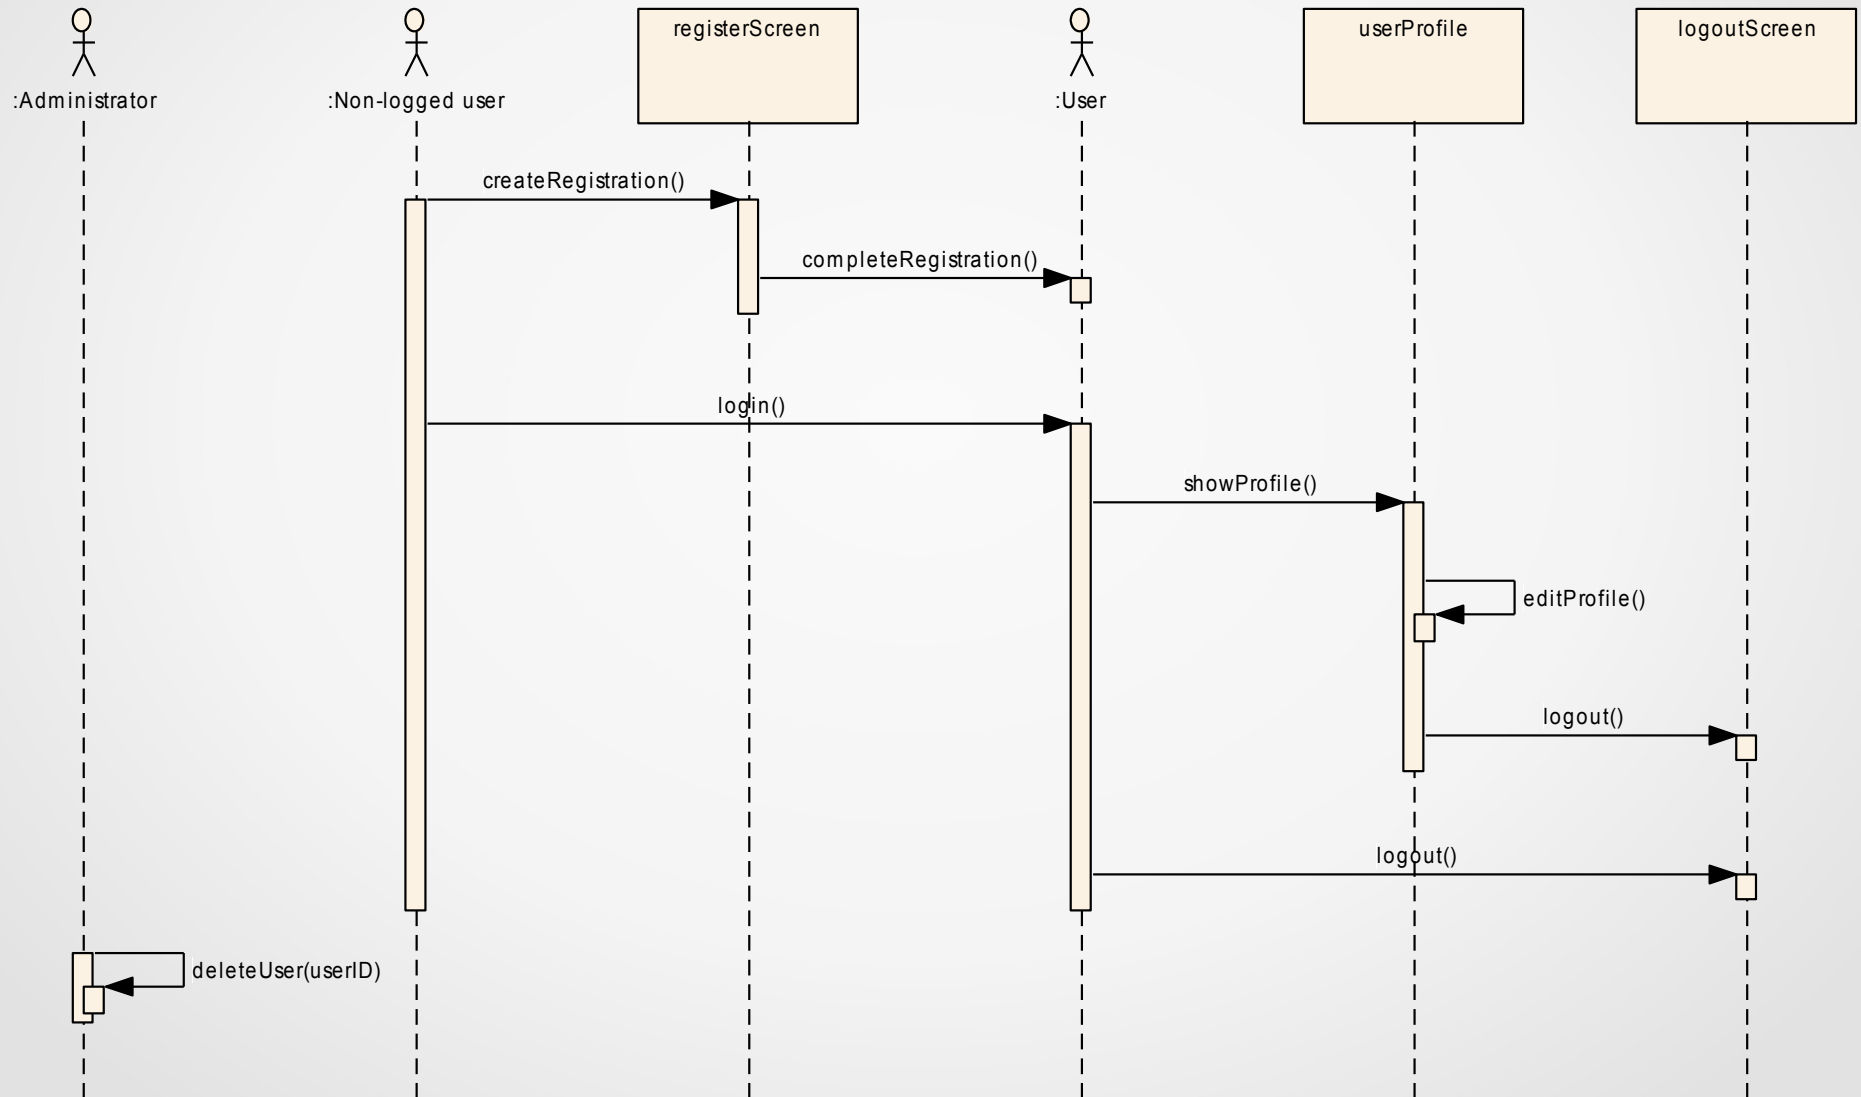 registerScreen
userProfile
logoutScreen
:Administrator
:Non-logged user
:User
createRegistration()
completeRegistration()
login()
showProfile()
editProfile()
logout()
logout()
deleteUser(userID)